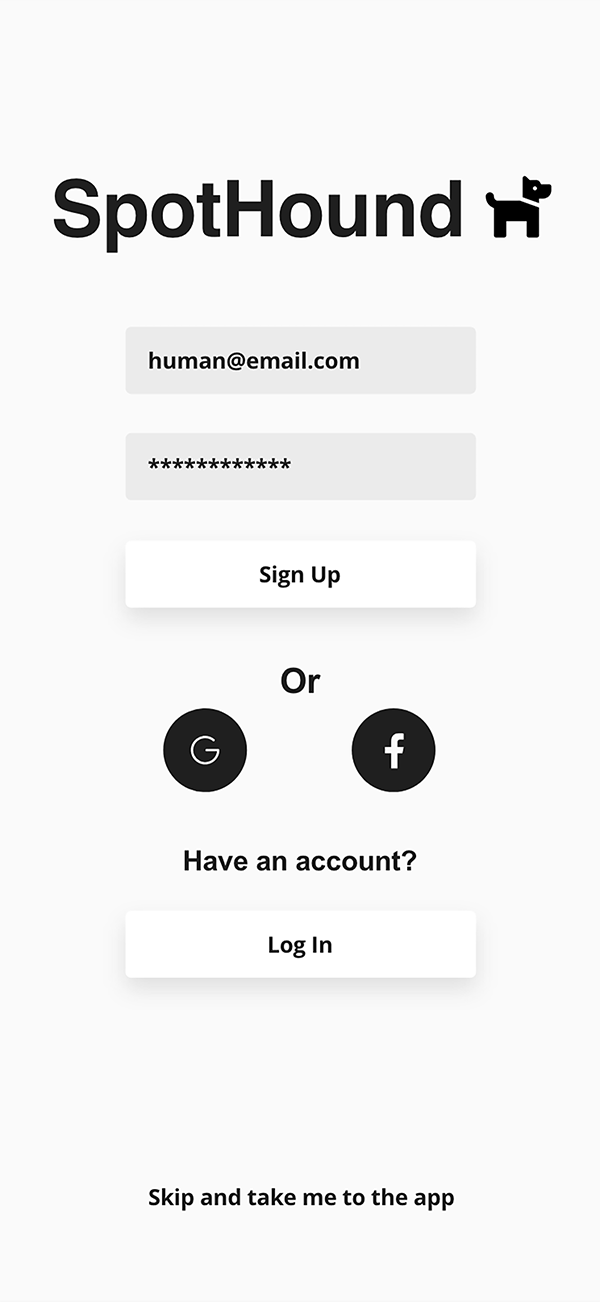 SpotHound
human@email.com
************
Sign Up
Or
G
f
Have an account?
Log In
Skip and take me to the app